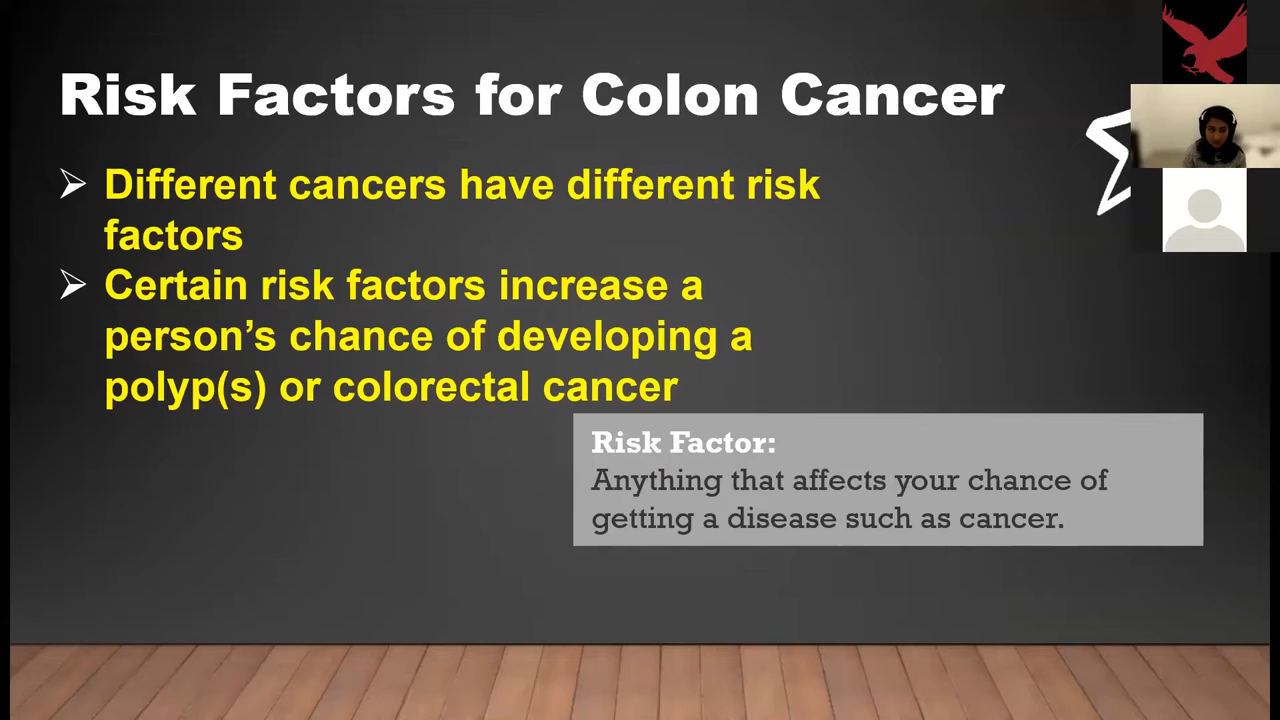 Risk Factors for Colon Cancer
Different cancers have different risk
factors
Certain risk factors increase a
person’s chance of developing a
polyp(s) or colorectal cancer
Risk Factor:
Anything that affects your chance of
getting a disease such as cancer.